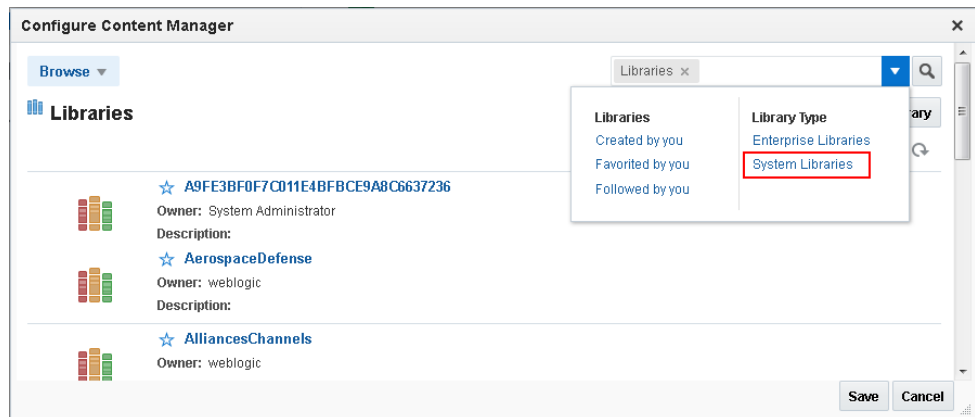 Configure Content Manager
Browse
Libraries
Libraries
ary
Libraries
Created by you
Favorited by you
Followed by you
Library Type
Enterprise Libraries
System Libraries
A9FE3BF0F7C011E4BFBCE9A8C6637236
Owner: System Administrator
Description:
AerospaceDefense
Owner: weblogic
Description:
AlliancesChannels
Owner: weblogic
Save
Cancel